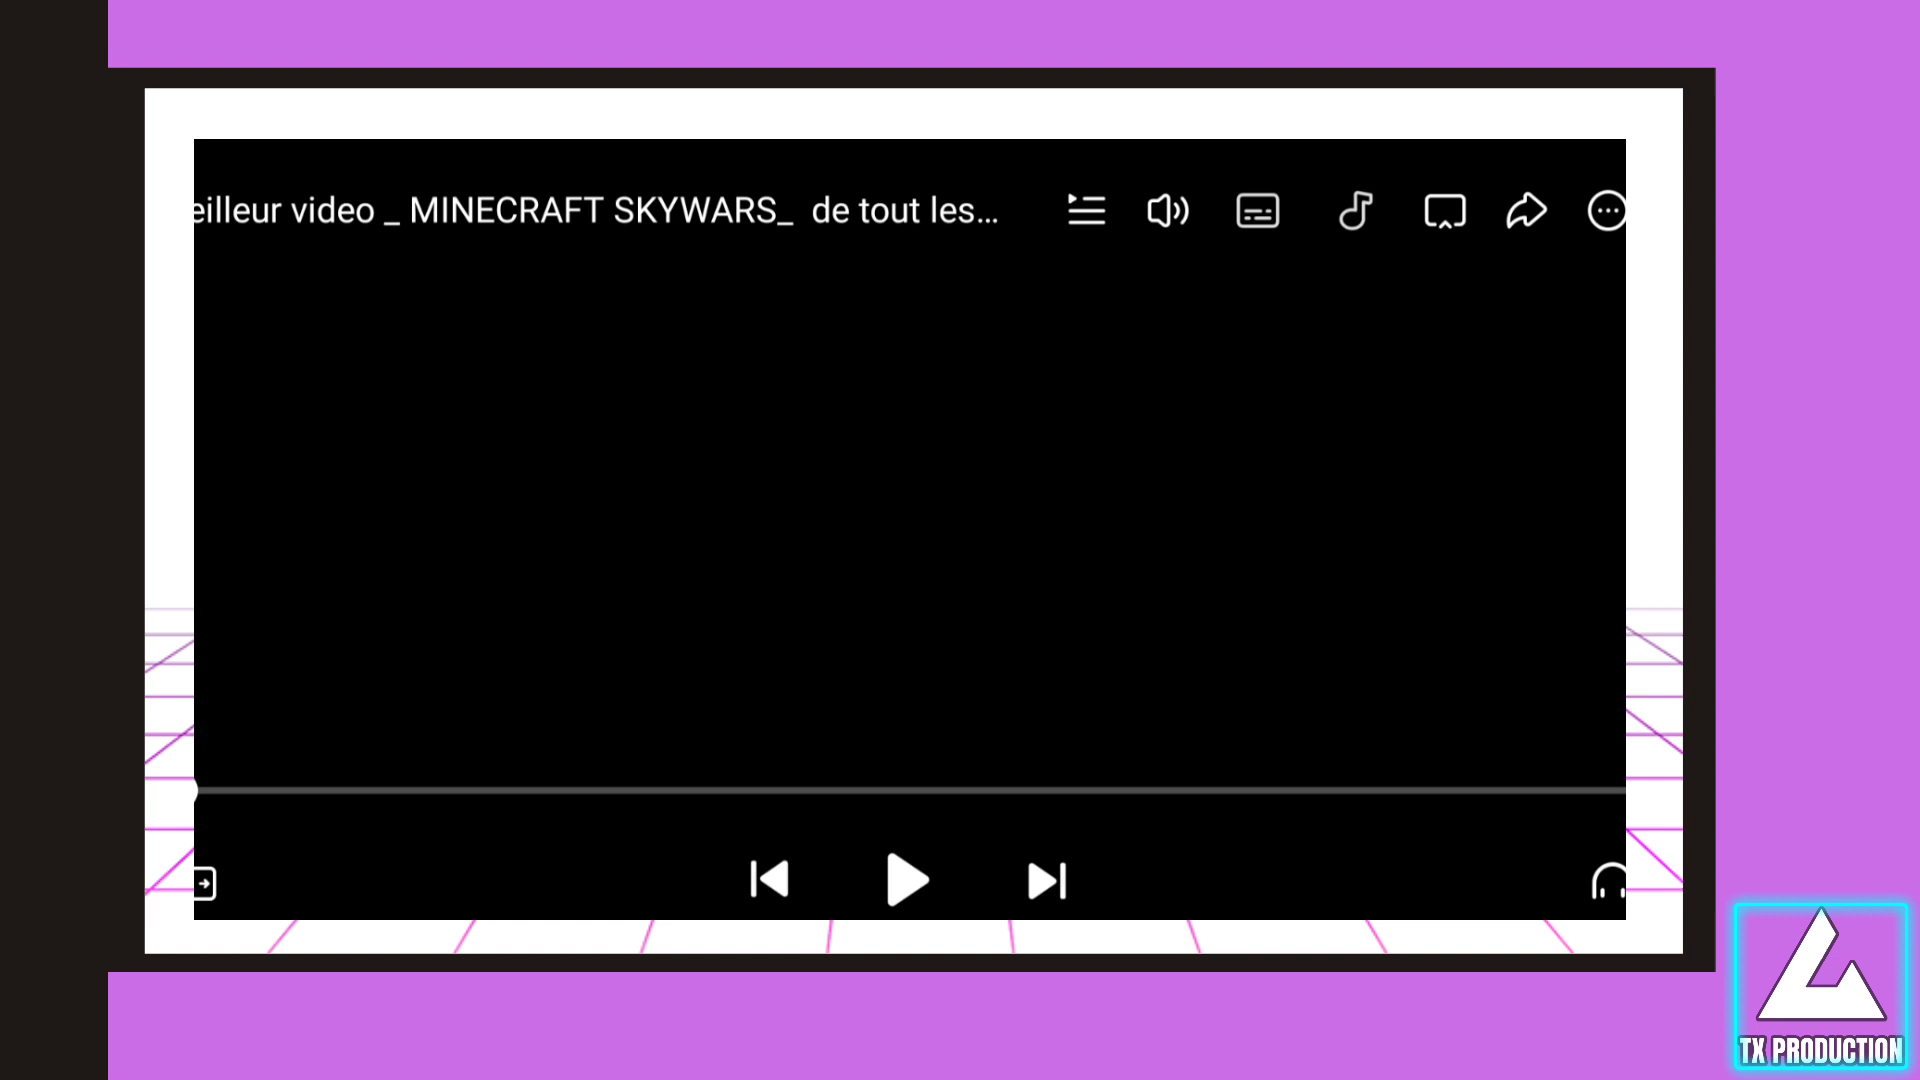 eilleur video _ MINECRAFT SKYWARS_ de tout les...
TX PRODUCTION